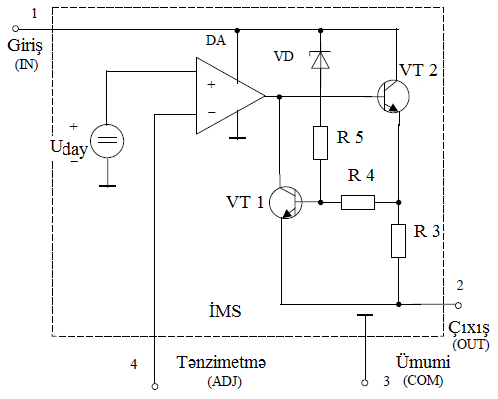 1
Giriş
(IN)
DA
VD
VT 2
+
−
+
Uday
−
R 5
VT 1
R 4
R 3
2
İMS
Çıxış
(OUT)
4
Tənzimetmə
(ADJ)
3
Ümumi
(COM)